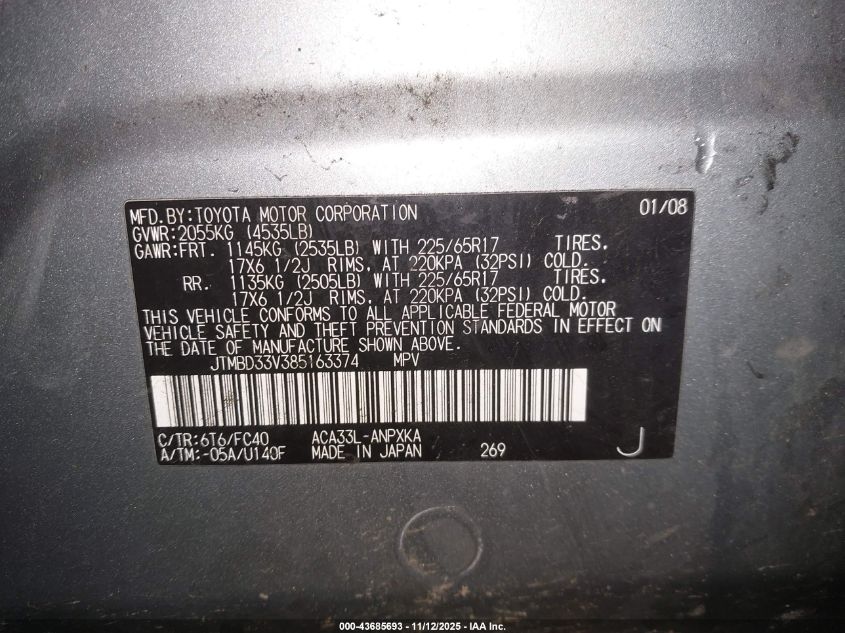 MFD.BY:TOYOTA MOTOR CORPORATION 01/08
GVWR:2055KG (4535LB)
GAWR:FRT. 1145KG (2535LB) WITH 225/65R17 TIRES,
17X6 1/2J RIMS, AT 220KPA (32PSI) COLD.
RR. 1135KG (2505LB) WITH 225/65R17 TIRES,
17X6 1/2J RIMS, AT 220KPA (32PSI) COLD.
THIS VEHICLE CONFORMS TO ALL APPLICABLE FEDERAL MOTOR
VEHICLE SAFETY AND THEFT PREVENTION STANDARDS IN EFFECT ON
THE DATE OF MANUFACTURE SHOWN ABOVE.
JTMBD33V385163374 MPV
C/TR:6T6/FC40 ACA33L-ANPXKA
A/TM:-05A/U140F MADE IN JAPAN 269 J
000-43685693 - 11/12/2025 - IAA Inc.